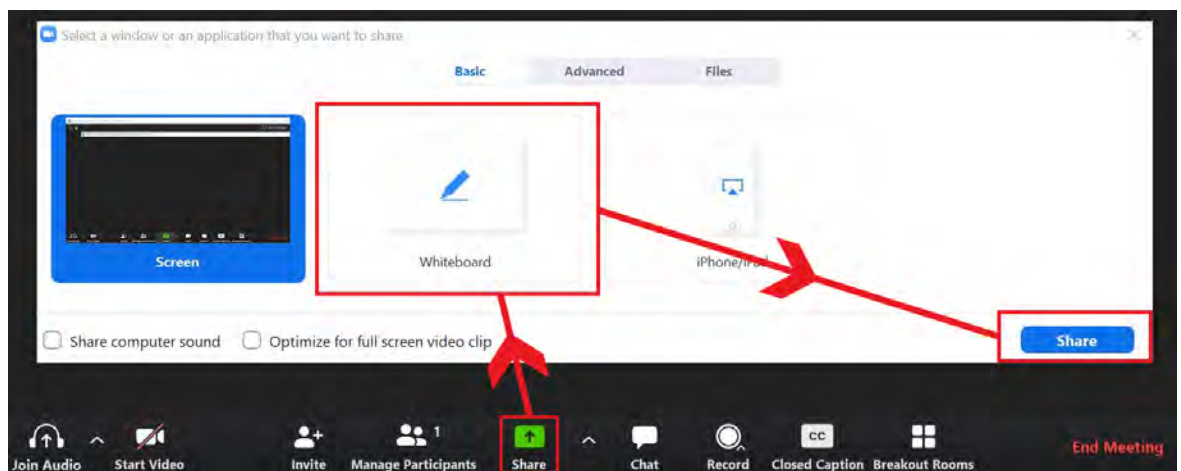 Select a window or an application that you want to share
Basic Advanced Files
Screen Whiteboard iPhone/iPad
Share computer sound Optimize for full screen video clip Share
1
CC
Join Audio Start Video Invite Manage Participants Share Chat Record Closed Caption Breakout Rooms End Meeting